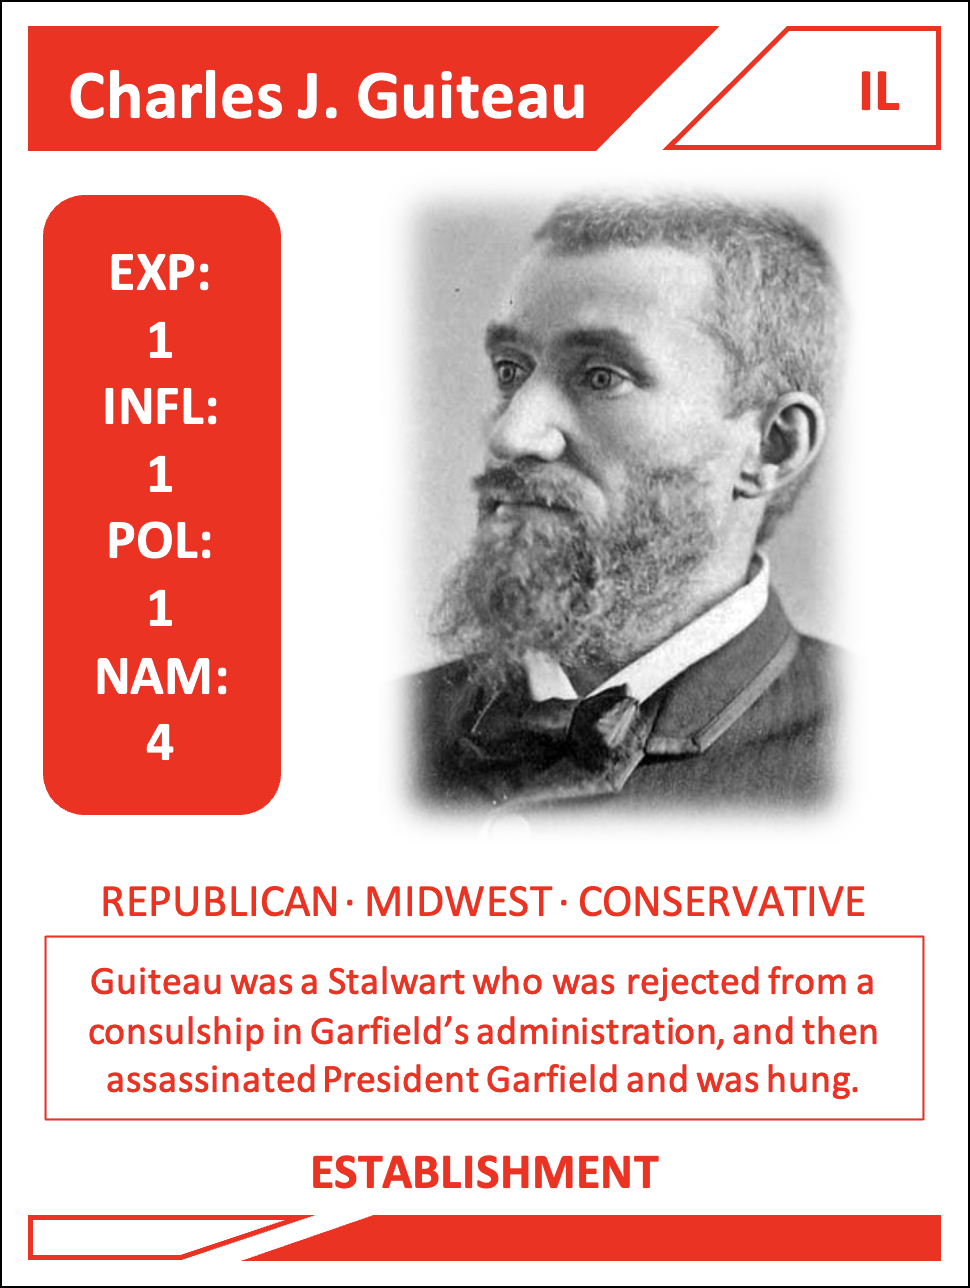 Charles J. Guiteau
IL
EXP:
1
INFL:
1
POL:
1
NAM:
4
REPUBLICAN · MIDWEST · CONSERVATIVE
Guiteau was a Stalwart who was rejected from a
consulship in Garfield’s administration, and then
assassinated President Garfield and was hung.
ESTABLISHMENT